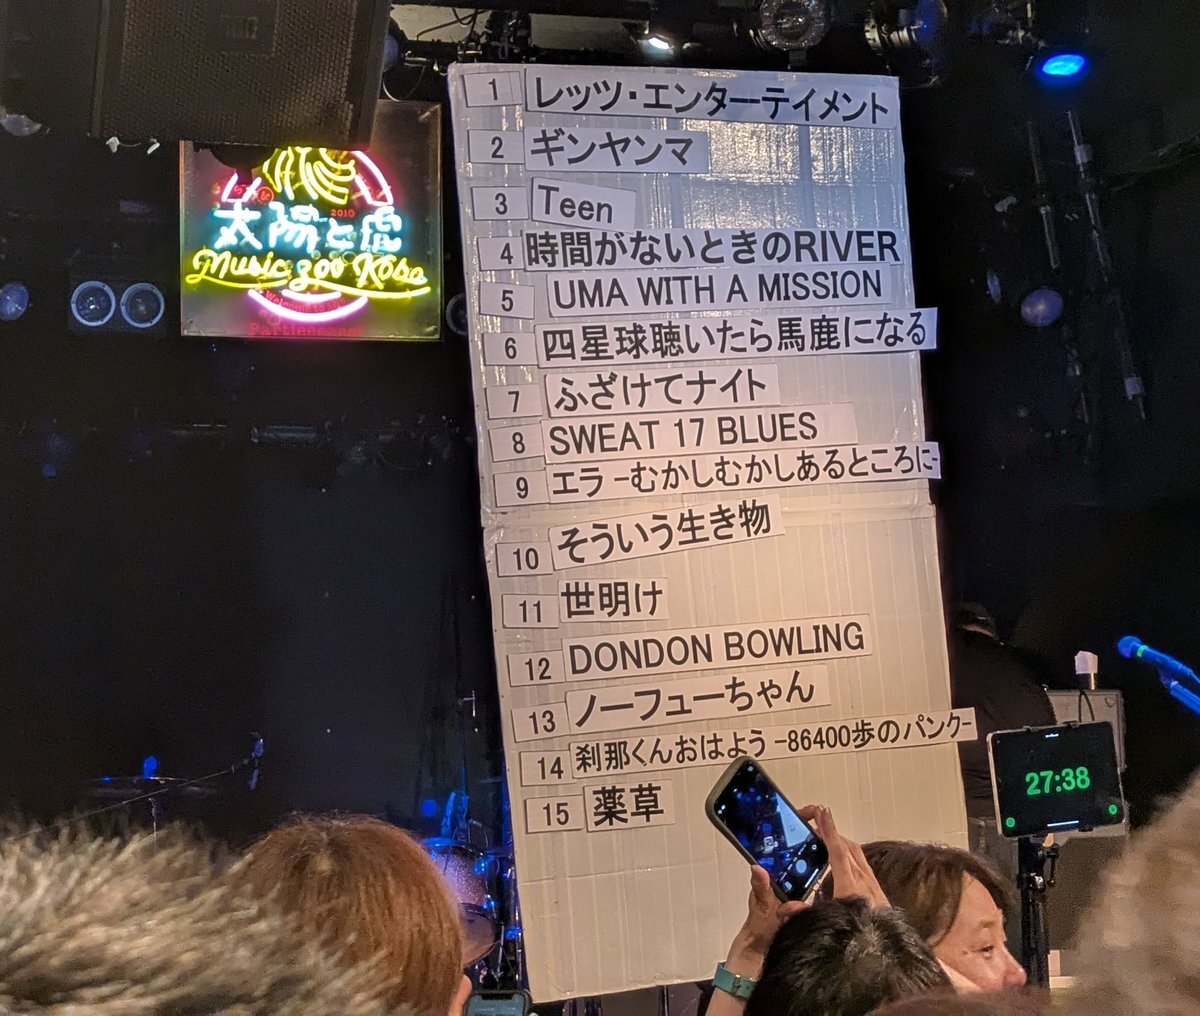 太陽と虎
2010
Music Zoo Kobe
Welcome to
1 レッツ・エンターテイメント
2 ギンヤンマ
3 Teen
4 時間がないときのRIVER
5 UMA WITH A MISSION
6 四星球聴いたら馬鹿になる
7 ふざけてナイト
8 SWEAT 17 BLUES
9 エラ -むかしむかしあるところに-
10 そういう生き物
11 世明け
12 DONDON BOWLING
13 ノーフューちゃん
14 刹那くんおはよう -86400歩のパンク-
15 薬草
27:38